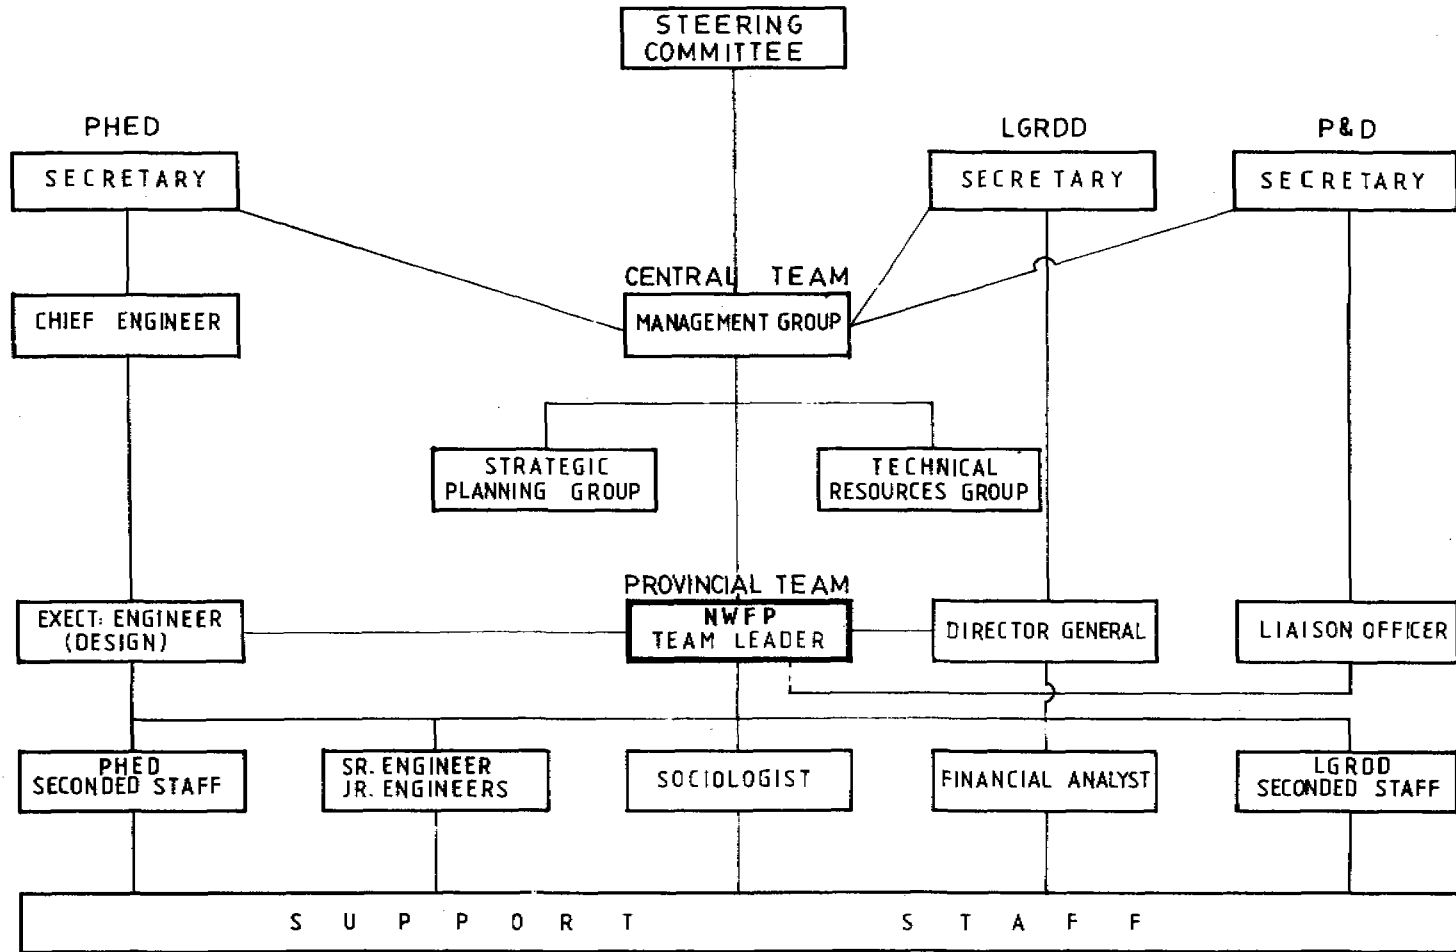 STEERING
COMMITTEE
PHED
LGRDD
P&D
SECRETARY
SECRETARY
SECRETARY
CENTRAL TEAM
CHIEF ENGINEER
MANAGEMENT GROUP
STRATEGIC
PLANNING GROUP
TECHNICAL
RESOURCES GROUP
PROVINCIAL TEAM
EXECT: ENGINEER
(DESIGN)
NWFP
TEAM LEADER
DIRECTOR GENERAL
LIAISON OFFICER
PHED
SECONDED STAFF
SR. ENGINEER
JR. ENGINEERS
SOCIOLOGIST
FINANCIAL ANALYST
LGRDD
SECONDED STAFF
SUPPORT STAFF